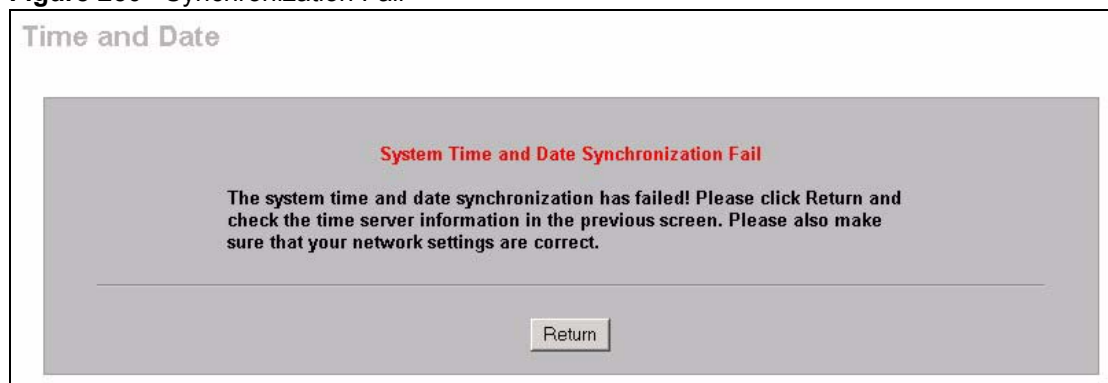 Time and Date
System Time and Date Synchronization Fail
The system time and date synchronization has failed! Please click Return and
check the time server information in the previous screen. Please also make
sure that your network settings are correct.
Return